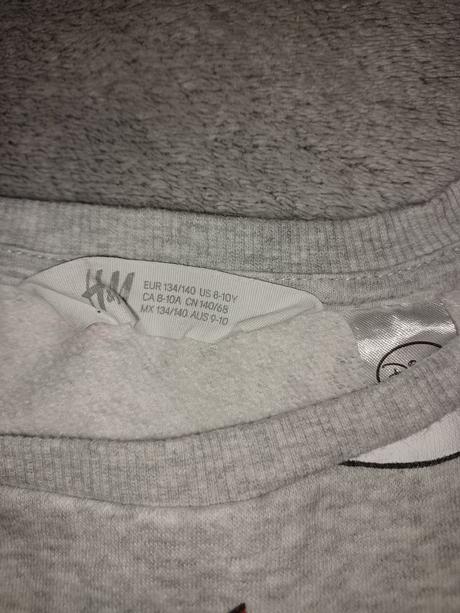 H&M
EUR 134/140 US 8-10Y
CA 8-10A CN 140/68
MX 134/140 AUS 9-10